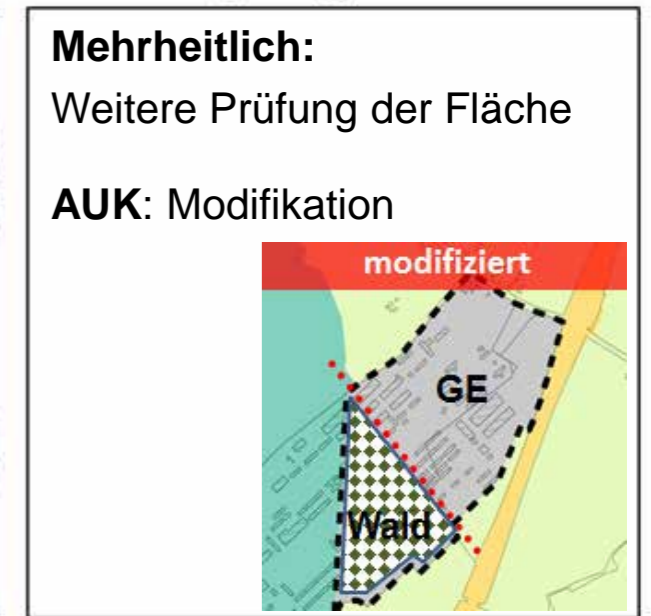 Mehrheitlich:
Weitere Prüfung der Fläche
AUK: Modifikation
modifiziert
GE
Wald